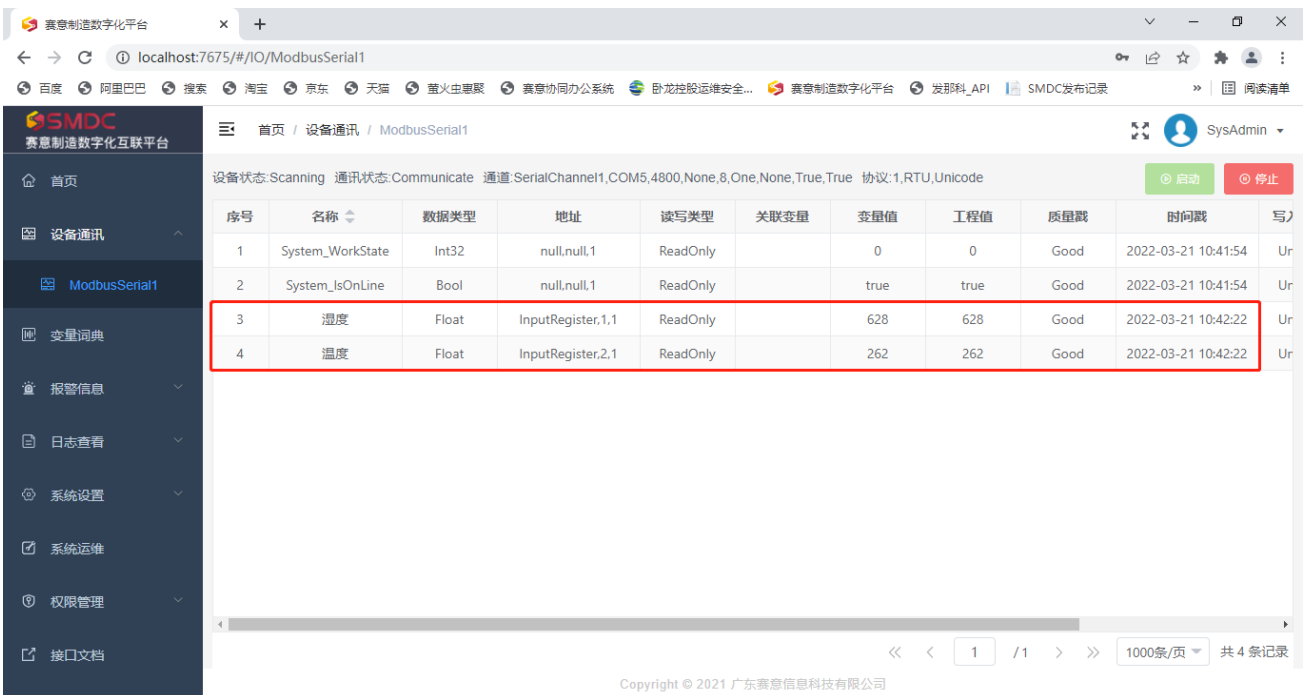 赛意制造数字化平台
localhost:7675/#/IO/ModbusSerial1
百度 阿里巴巴 搜索 淘宝 京东 天猫 萤火虫惠聚 赛意协同办公系统 卧龙控股运维安全... 赛意制造数字化平台 发那科_API SMDC发布记录 » 阅读清单
SMDC
赛意制造数字化互联平台
首页 / 设备通讯 / ModbusSerial1
SysAdmin
首页
设备通讯
ModbusSerial1
变量词典
报警信息
日志查看
系统设置
系统运维
权限管理
接口文档
设备状态:Scanning 通讯状态:Communicate 通道:SerialChannel1,COM5,4800,None,8,One,None,True,True 协议:1,RTU,Unicode
启动 停止
序号 名称 数据类型 地址 读写类型 关联变量 变量值 工程值 质量戳 时间戳 写入
1 System_WorkState Int32 null,null,1 ReadOnly 0 0 Good 2022-03-21 10:41:54 Un
2 System_IsOnLine Bool null,null,1 ReadOnly true true Good 2022-03-21 10:41:54 Un
3 湿度 Float InputRegister,1,1 ReadOnly 628 628 Good 2022-03-21 10:42:22 Un
4 温度 Float InputRegister,2,1 ReadOnly 262 262 Good 2022-03-21 10:42:22 Un
1 /1 1000条/页 共 4 条记录
Copyright © 2021 广东赛意信息科技有限公司